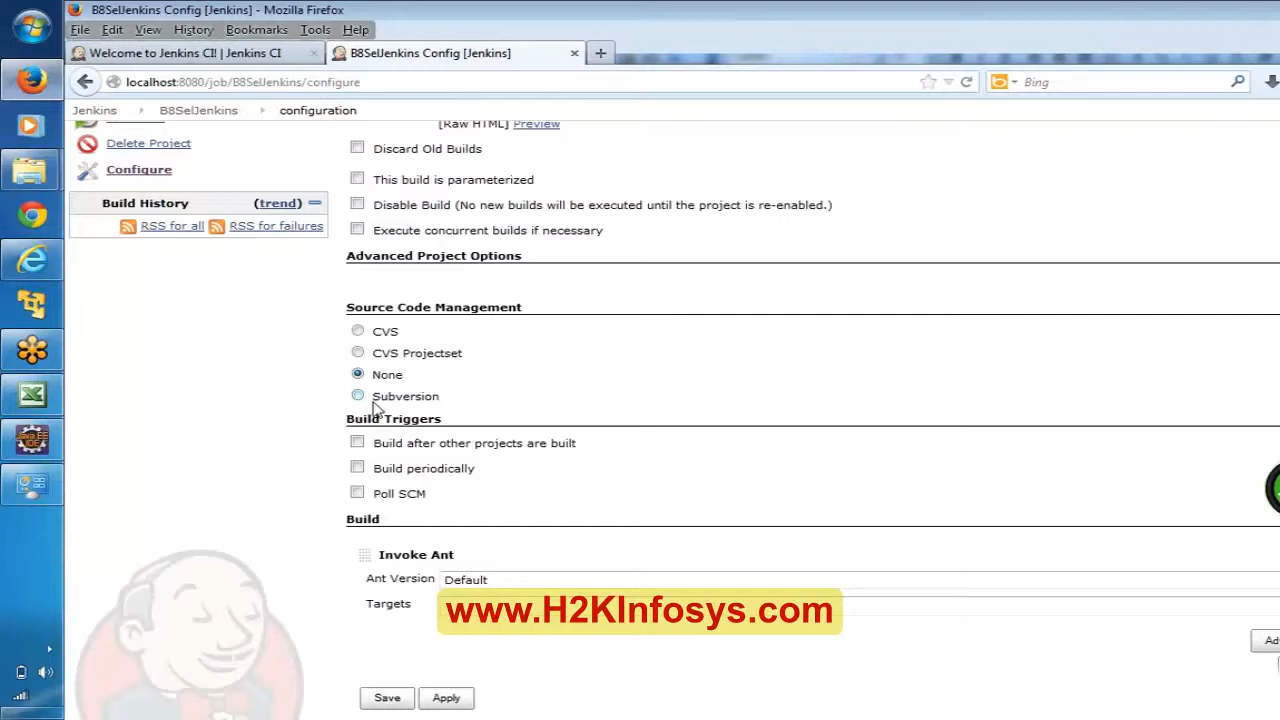 B8SelJenkins Config [Jenkins] - Mozilla Firefox
File Edit View History Bookmarks Tools Help
Welcome to Jenkins CI! | Jenkins CI × B8SelJenkins Config [Jenkins] × +
localhost:8080/job/B8SelJenkins/configure Bing
Jenkins B8SelJenkins configuration
[Raw HTML] Preview
Delete Project
Discard Old Builds
Configure
This build is parameterized
Build History (trend)
Disable Build (No new builds will be executed until the project is re-enabled.)
RSS for all RSS for failures
Execute concurrent builds if necessary
Advanced Project Options
Source Code Management
CVS
CVS Projectset
None
Subversion
Build Triggers
Build after other projects are built
Build periodically
Poll SCM
Build
Invoke Ant
Ant Version Default
Targets
www.H2KInfosys.com
Save Apply